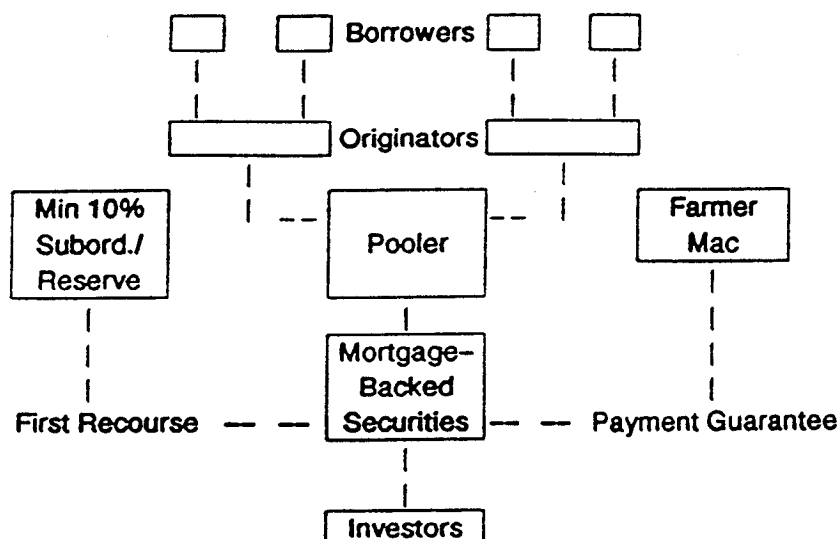 Borrowers
Originators
Min 10%
Subord./
Reserve
Pooler
Farmer
Mac
Mortgage–
Backed
Securities
First Recourse
Payment Guarantee
Investors